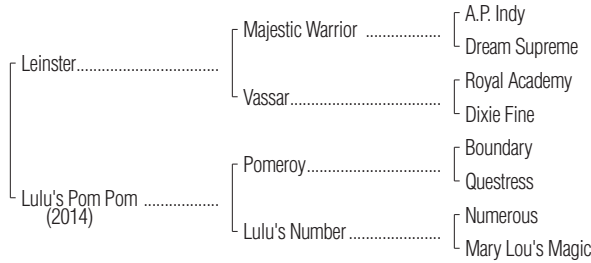 A.P. Indy
Majestic Warrior ..................
Dream Supreme
Leinster................................
Royal Academy
Vassar..................................
Dixie Fine
Boundary
Pomeroy...............................
Questress
Lulu's Pom Pom .................
(2014)
Numerous
Lulu's Number .....................
Mary Lou's Magic